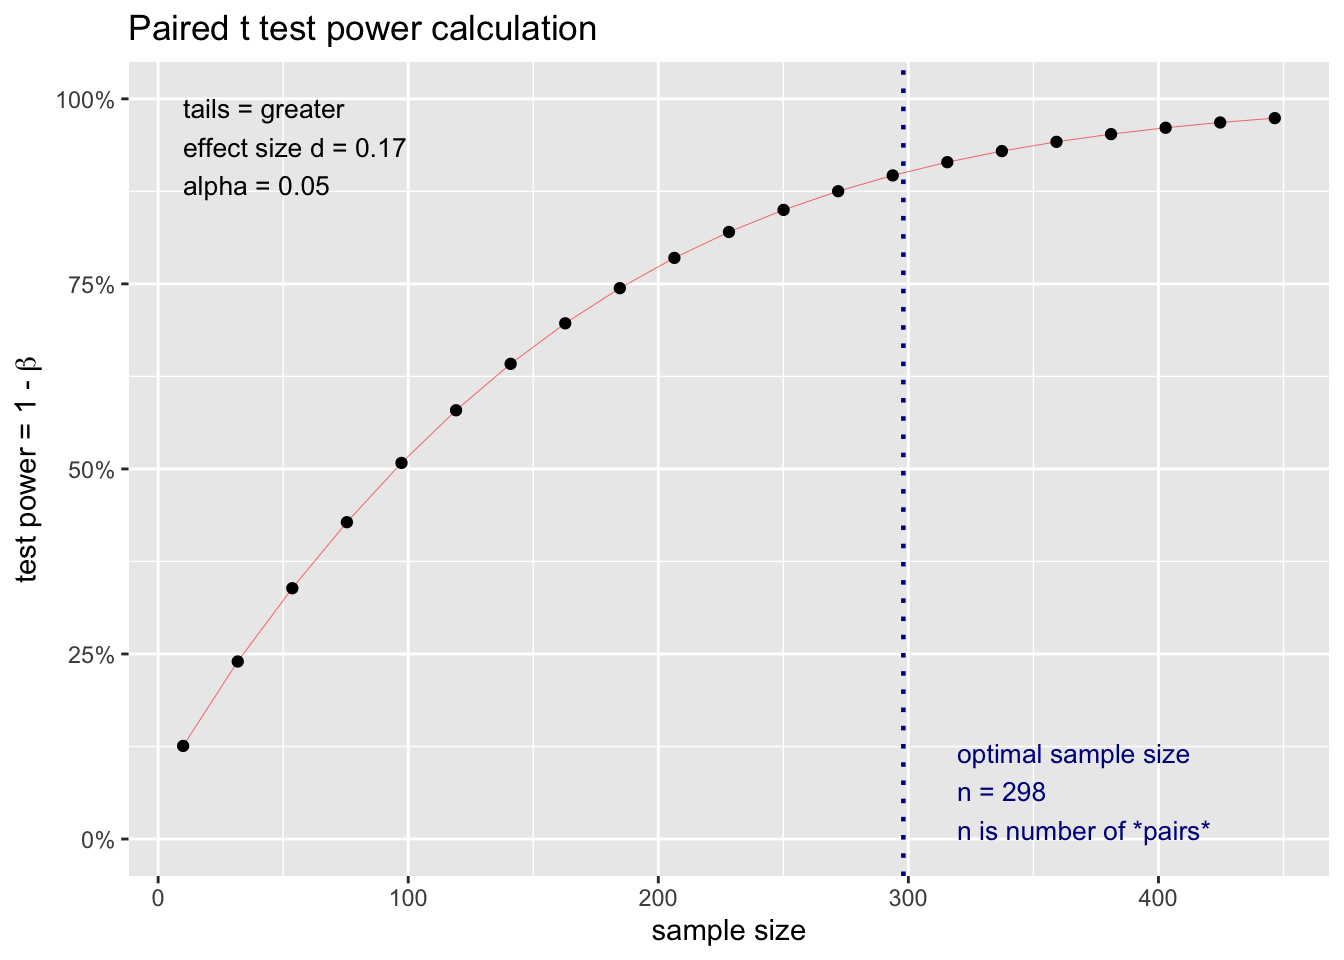 Paired t test power calculation
100%
75%
50%
25%
0%
test power = 1 - β
tails = greater
effect size d = 0.17
alpha = 0.05
optimal sample size
n = 298
n is number of *pairs*
0
100
200
300
400
sample size